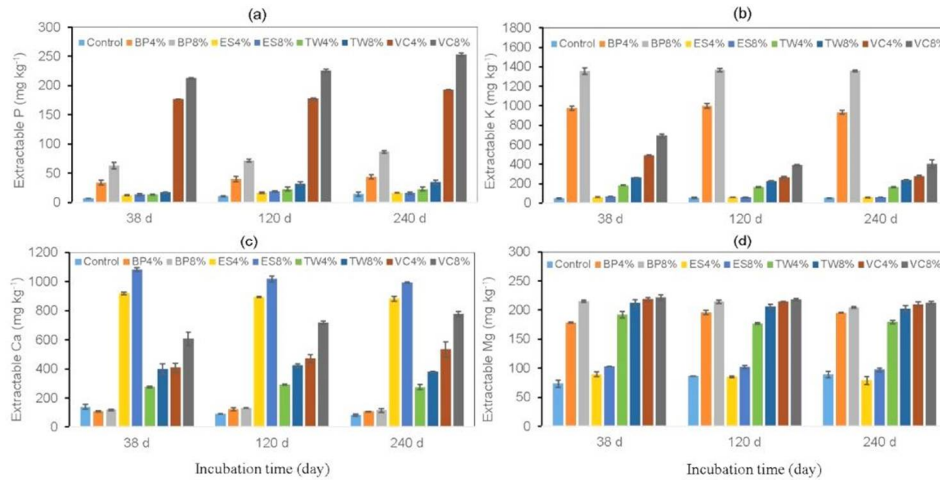 (a)
Control BP4% BP8% ES4% ES8% TW4% TW8% VC4% VC8%
Extractable P (mg kg⁻¹)
300
250
200
150
100
50
0
38 d 120 d 240 d
(b)
Control BP4% BP8% ES4% ES8% TW4% TW8% VC4% VC8%
Extractable K (mg kg⁻¹)
1800
1600
1400
1200
1000
800
600
400
200
0
38 d 120 d 240 d
(c)
Control BP4% BP8% ES4% ES8% TW4% TW8% VC4% VC8%
Extractable Ca (mg kg⁻¹)
1200
1000
800
600
400
200
0
38 d 120 d 240 d
Incubation time (day)
(d)
Control BP4% BP8% ES4% ES8% TW4% TW8% VC4% VC8%
Extractable Mg (mg kg⁻¹)
300
250
200
150
100
50
0
38 d 120 d 240 d
Incubation time (day)